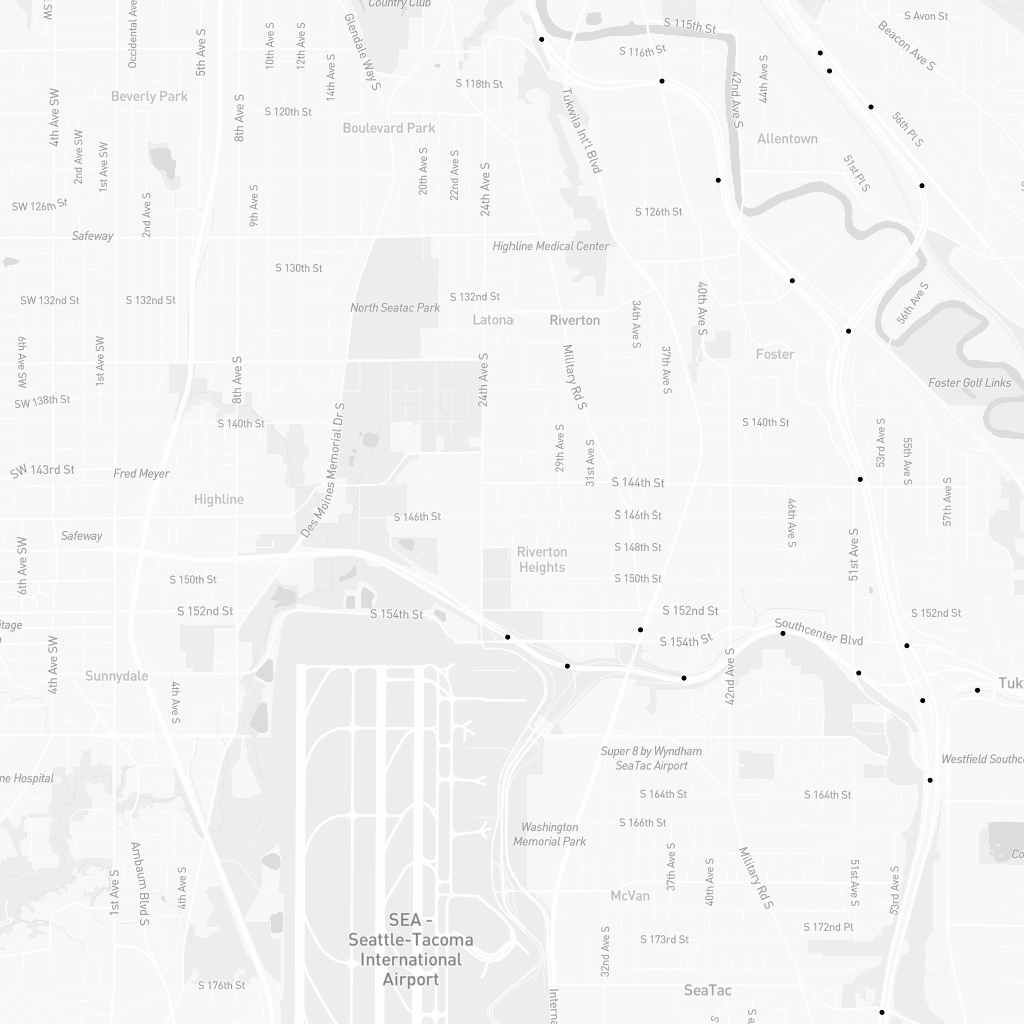 Country Club
S Avon St
S 115th St
Beacon Ave S
Occidental Ave
5th Ave S
10th Ave S
12th Ave S
Glendale Way S
14th Ave S
S 116th St
42nd Ave S
44th Ave S
S 118th St
Beverly Park
4th Ave SW
8th Ave S
S 120th St
Boulevard Park
Tukwila Int'l Blvd
56th Pl S
Allentown
2nd Ave SW
1st Ave SW
20th Ave S
22nd Ave S
24th Ave S
51st Pl S
SW 126th St
2nd Ave S
9th Ave S
S 126th St
Safeway
Highline Medical Center
S 130th St
SW 132nd St
S 132nd St
North Seatac Park
S 132nd St
Latona
Riverton
34th Ave S
40th Ave S
56th Ave S
6th Ave SW
1st Ave SW
8th Ave S
24th Ave S
Military Rd S
37th Ave S
Foster
Foster Golf Links
SW 138th St
S 140th St
Des Moines Memorial Dr S
29th Ave S
31st Ave S
S 140th St
53rd Ave S
55th Ave S
SW 143rd St
Fred Meyer
S 144th St
Highline
S 146th St
S 146th St
46th Ave S
57th Ave S
Safeway
6th Ave SW
S 148th St
Riverton
Heights
51st Ave S
S 150th St
S 150th St
S 152nd St
S 154th St
S 152nd St
S 152nd St
Southcenter Blvd
S 154th St
4th Ave SW
Sunnydale
4th Ave S
42nd Ave S
Super 8 by Wyndham
SeaTac Airport
S 164th St
S 164th St
S 166th St
Washington
Memorial Park
1st Ave S
Ambaum Blvd S
4th Ave S
McVan
37th Ave S
40th Ave S
Military Rd S
51st Ave S
53rd Ave S
SEA -
Seattle-Tacoma
International
Airport
S 172nd Pl
S 173rd St
32nd Ave S
S 176th St
SeaTac